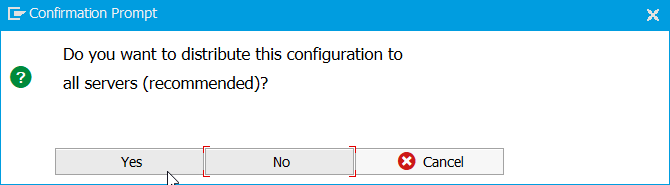 Confirmation Prompt
Do you want to distribute this configuration to
all servers (recommended)?
Yes
No
Cancel